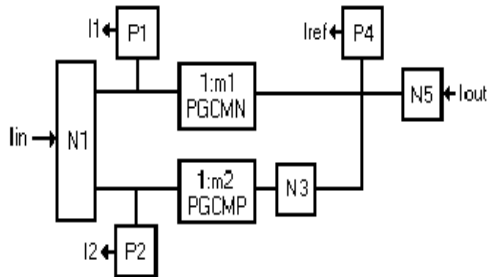 I1 P1 Iref P4
1:m1
PGCMN
N5 Iout
Iin N1
1:m2
PGCMP
N3
I2 P2